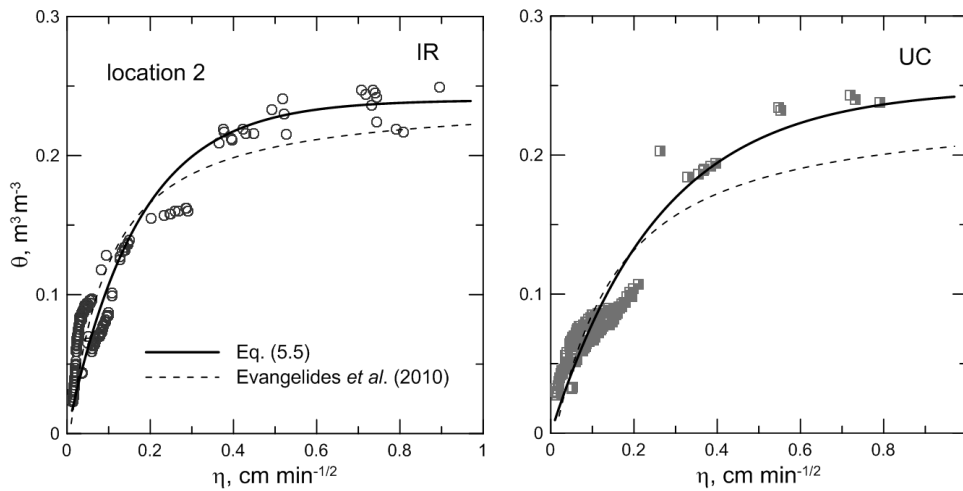 0.3
0.2
0.1
0
θ, m³ m⁻³
location 2
IR
Eq. (5.5)
Evangelides et al. (2010)
0
0.2
0.4
0.6
0.8
1
η, cm min⁻¹/²
0.3
0.2
0.1
0
UC
0
0.2
0.4
0.6
0.8
η, cm min⁻¹/²